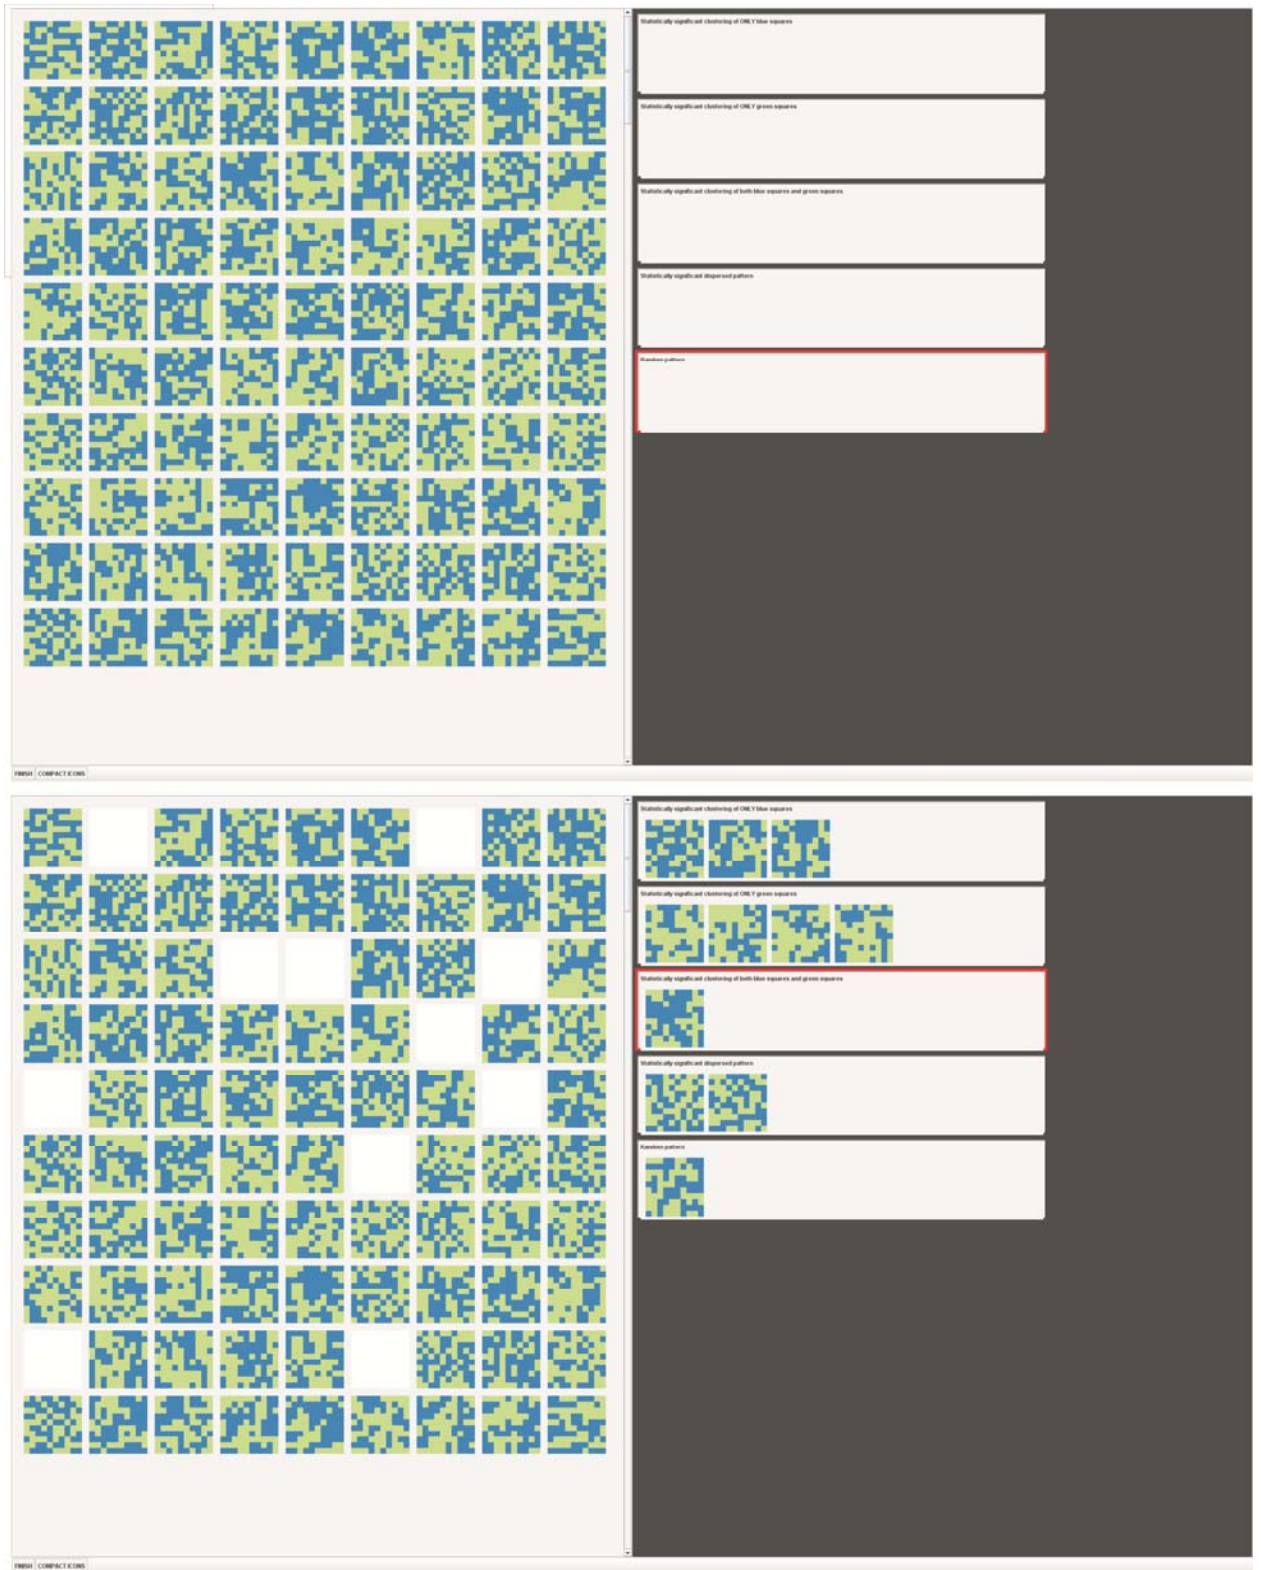 Statistically significant clustering of ONLY blue squares
Statistically significant clustering of ONLY green squares
Statistically significant clustering of both blue squares and green squares
Statistically significant dispersed pattern
Random pattern
FINISH COMPACT ICONS
Statistically significant clustering of ONLY blue squares
Statistically significant clustering of ONLY green squares
Statistically significant clustering of both blue squares and green squares
Statistically significant dispersed pattern
Random pattern
FINISH COMPACT ICONS